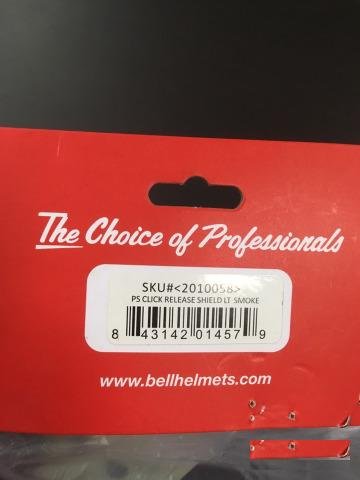 The Choice of Professionals
SKU#<2010058>
PS CLICK RELEASE SHIELD LT SMOKE
8 43142 01457 9
www.bellhelmets.com